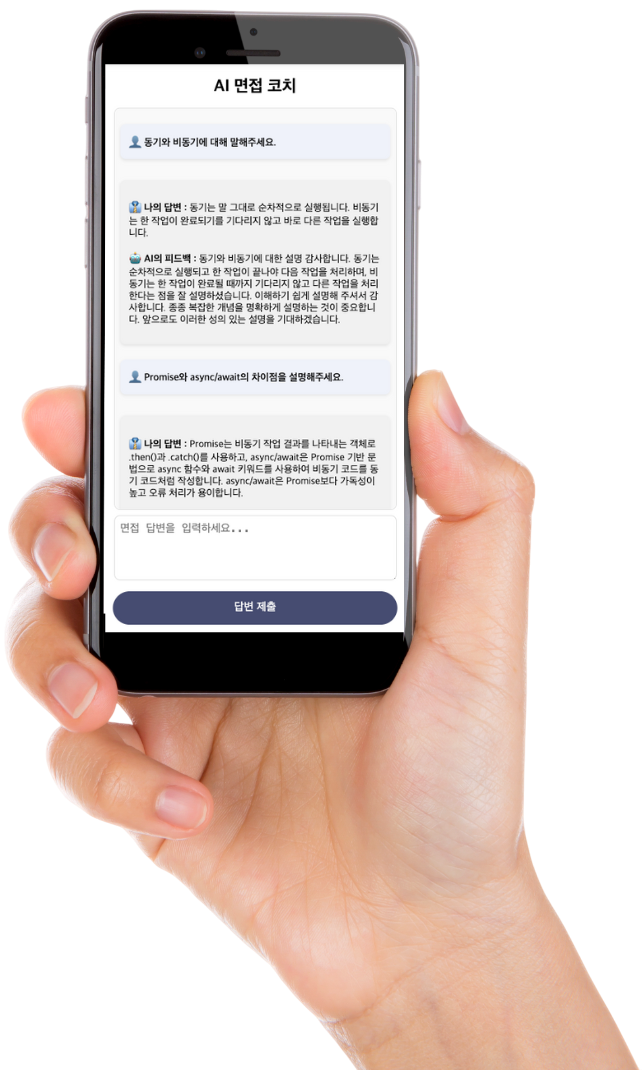 AI 면접 코치
동기와 비동기에 대해 말해주세요.
나의 답변 : 동기는 말 그대로 순차적으로 실행됩니다. 비동기
는 한 작업이 완료되기를 기다리지 않고 바로 다른 작업을 실행합
니다.
AI의 피드백 : 동기와 비동기에 대한 설명 감사합니다. 동기는
순차적으로 실행되고 한 작업이 끝나야 다음 작업을 처리하며, 비
동기는 한 작업이 완료될 때까지 기다리지 않고 다른 작업을 처리
한다는 점을 잘 설명하셨습니다. 이해하기 쉽게 설명해 주셔서 감
사합니다. 종종 복잡한 개념을 명확하게 설명하는 것이 중요합니
다. 앞으로도 이러한 성의 있는 설명을 기대하겠습니다.
Promise와 async/await의 차이점을 설명해주세요.
나의 답변 : Promise는 비동기 작업 결과를 나타내는 객체로
.then()과 .catch()를 사용하고, async/await은 Promise 기반 문
법으로 async 함수와 await 키워드를 사용하여 비동기 코드를 동
기 코드처럼 작성합니다. async/await은 Promise보다 가독성이
높고 오류 처리가 용이합니다.
면접 답변을 입력하세요...
답변 제출